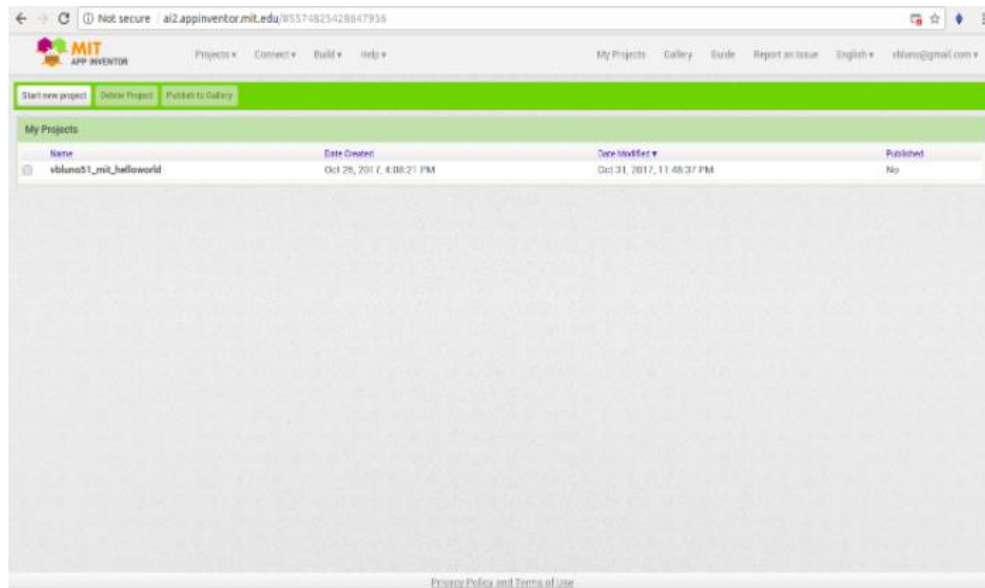 Not secure ai2.appinventor.mit.edu/#5574825428847936
MIT
APP INVENTOR
Projects Connect Build Help My Projects Gallery Guide Report an Issue English vbluno@gmail.com
Start new project Delete Project Publish to Gallery
My Projects
Name Date Created Date Modified Published
vbluno51_mit_helloworld Oct 26, 2017, 4:08:21 PM Oct 31, 2017, 11:48:37 PM No
Privacy Policy and Terms of Use